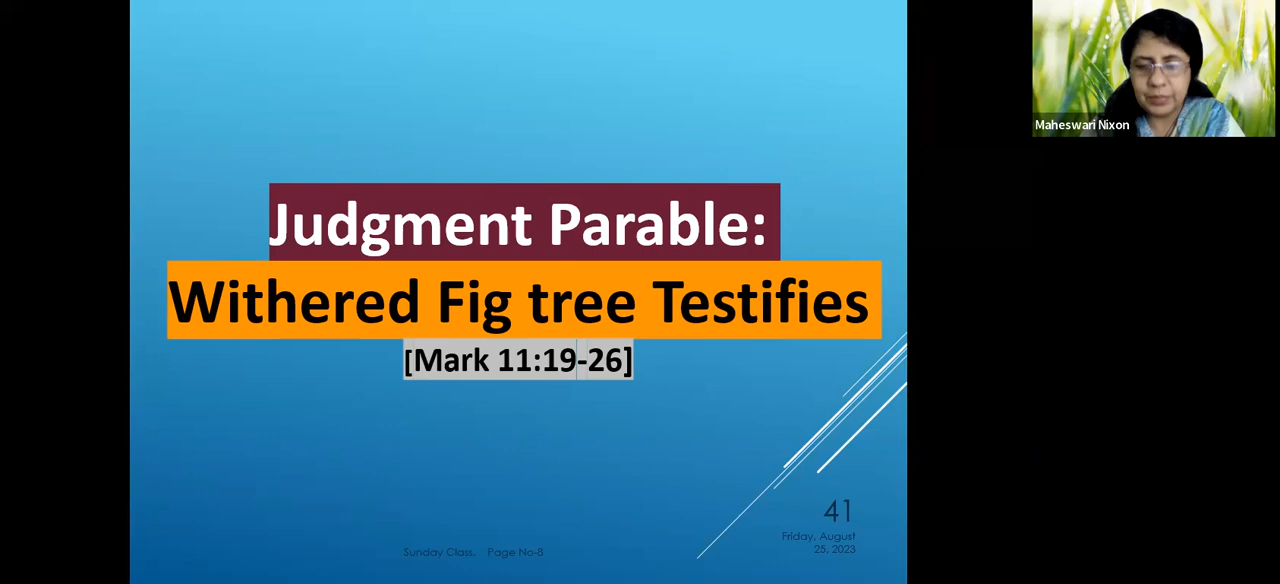 Judgment Parable:
Withered Fig tree Testifies
[Mark 11:19-26]
41
Friday, August
25, 2023
Sunday Class. Page No-8
Maheswari Nixon